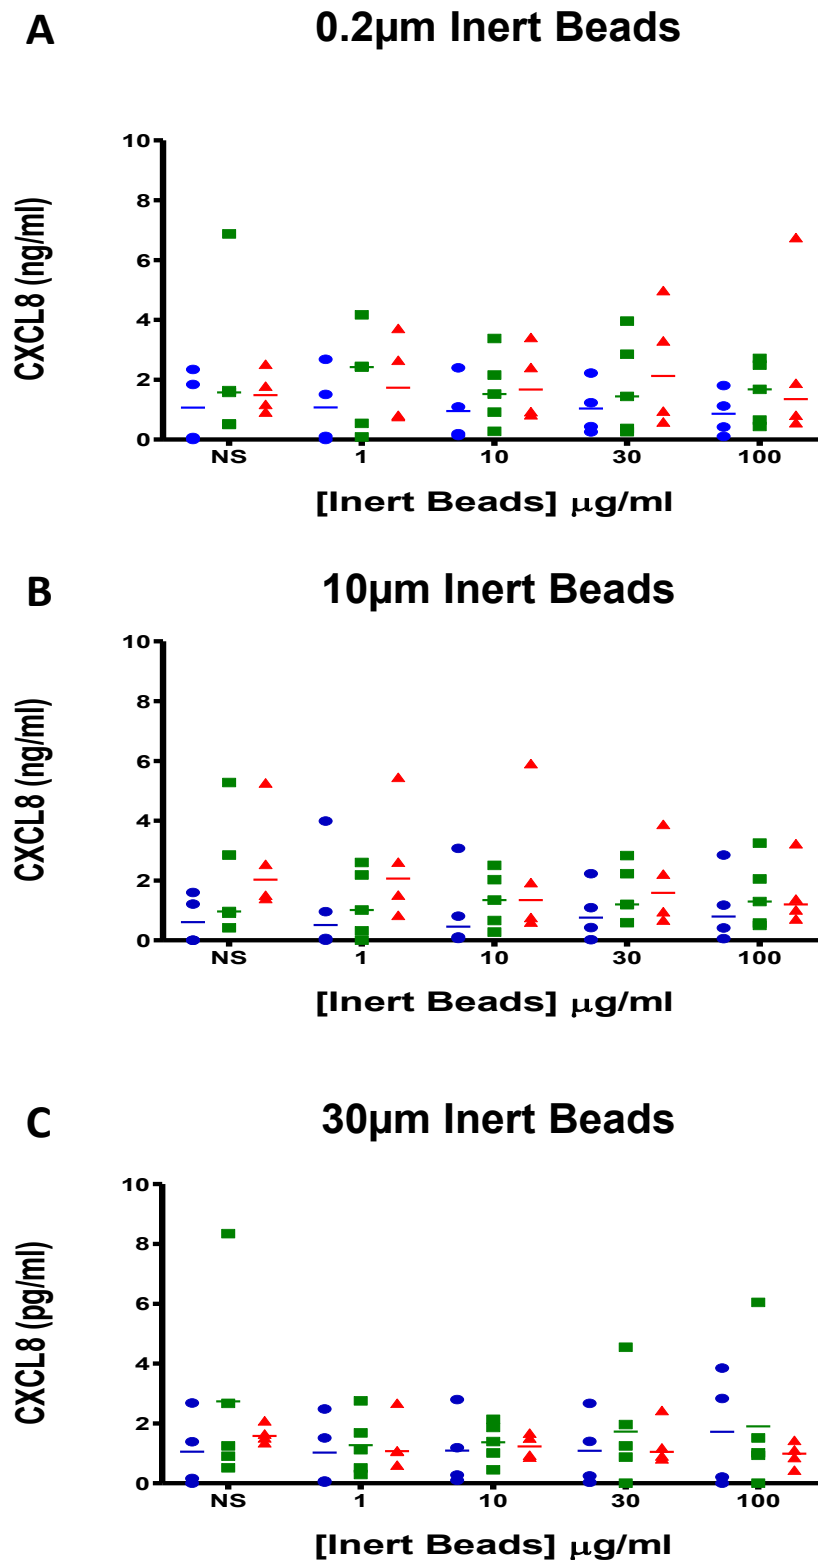 A
0.2µm Inert Beads
CXCL8 (ng/ml)
10
8
6
4
2
0
NS 1 10 30 100
[Inert Beads] µg/ml
B
10µm Inert Beads
CXCL8 (ng/ml)
10
8
6
4
2
0
NS 1 10 30 100
[Inert Beads] µg/ml
C
30µm Inert Beads
CXCL8 (pg/ml)
10
8
6
4
2
0
NS 1 10 30 100
[Inert Beads] µg/ml